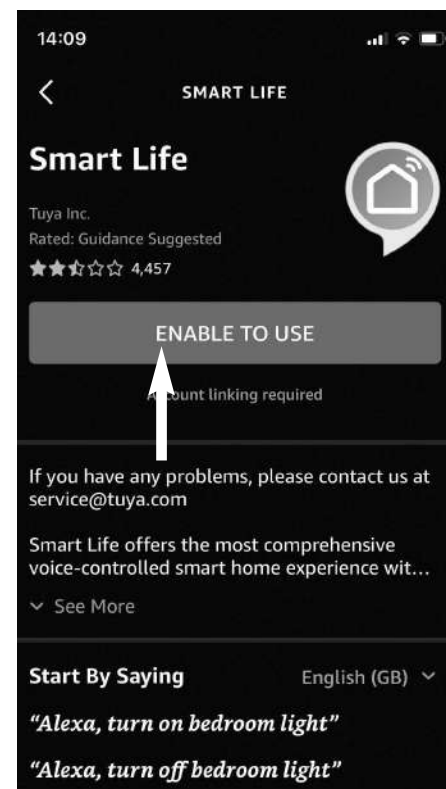 14:09
SMART LIFE
Smart Life
Tuya Inc.
Rated: Guidance Suggested
4,457
ENABLE TO USE
Account linking required
If you have any problems, please contact us at
service@tuya.com
Smart Life offers the most comprehensive
voice-controlled smart home experience wit...
See More
Start By Saying English (GB)
“Alexa, turn on bedroom light”
“Alexa, turn off bedroom light”